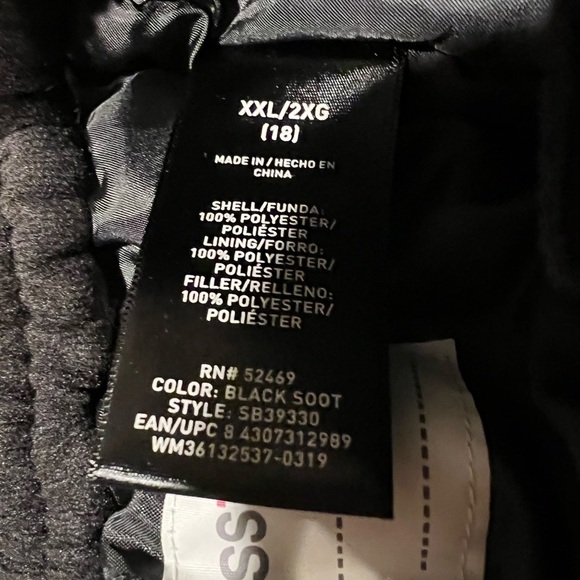 XXL/2XG
(18)
MADE IN / HECHO EN
CHINA
SHELL/FUNDA:
100% POLYESTER/
POLIÉSTER
LINING/FORRO:
100% POLYESTER/
POLIÉSTER
FILLER/RELLENO:
100% POLYESTER/
POLIÉSTER
RN# 52469
COLOR: BLACK SOOT
STYLE: SB39330
EAN/UPC 8 4307312989
WM36132537-0319
SS